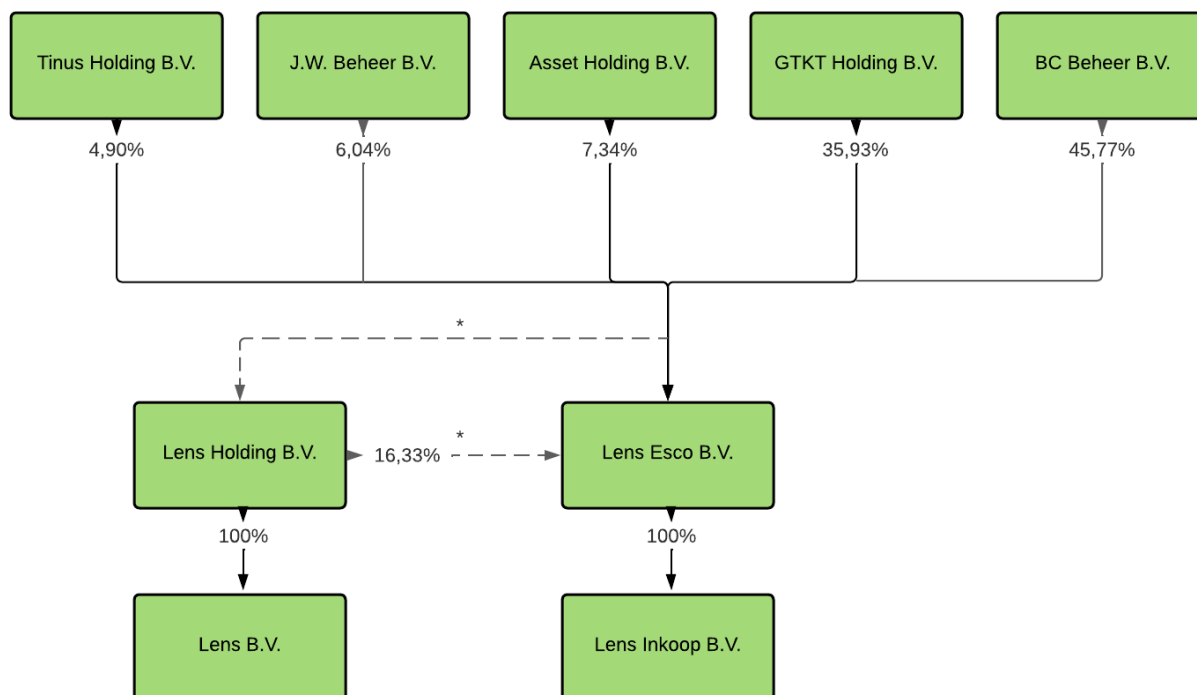 Tinus Holding B.V.
J.W. Beheer B.V.
Asset Holding B.V.
GTKT Holding B.V.
BC Beheer B.V.
4,90%
6,04%
7,34%
35,93%
45,77%
*
Lens Holding B.V.
*
16,33%
Lens Esco B.V.
100%
100%
Lens B.V.
Lens Inkoop B.V.